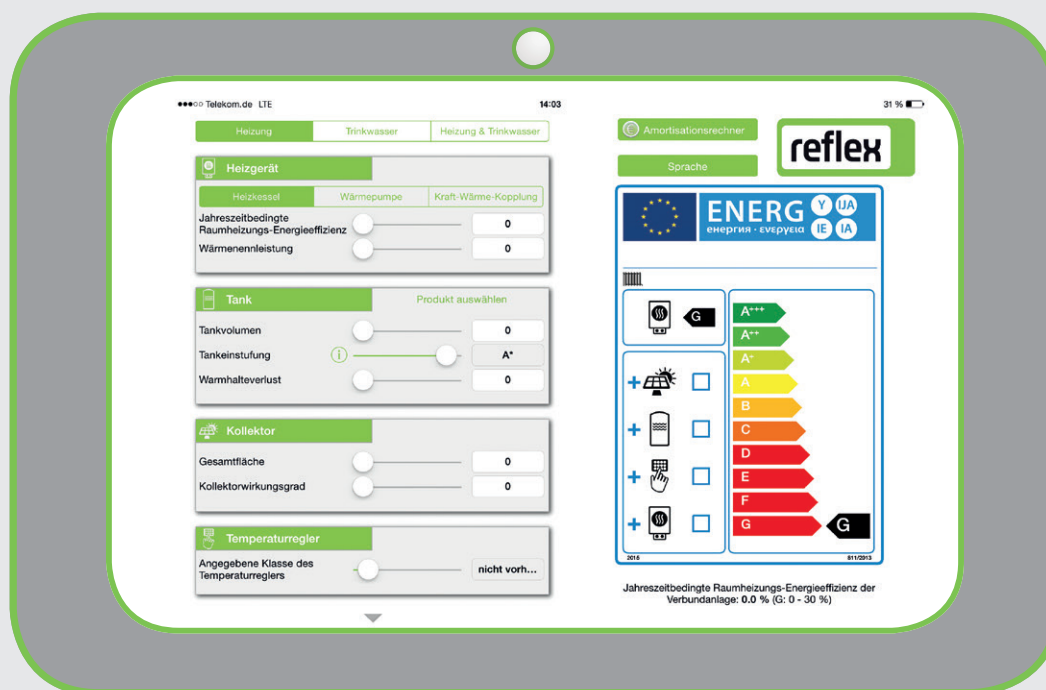 Telekom.de LTE
14:03
31 %
Heizung
Trinkwasser
Heizung & Trinkwasser
Heizgerät
Heizkessel
Wärmepumpe
Kraft-Wärme-Kopplung
Jahreszeitbedingte
Raumheizungs-Energieeffizienz
0
Wärmenennleistung
0
Tank
Produkt auswählen
Tankvolumen
0
Tankeinstufung
i
A*
Warmhalteverlust
0
Kollektor
Gesamtfläche
0
Kollektorwirkungsgrad
0
Temperaturregler
Angegebene Klasse des
Temperaturreglers
nicht vorh...
Amortisationsrechner
Sprache
reflex
ENERG
енергия · ενεργεια
Y IJA
IE IA
G
A+++
A++
A+
A
B
C
D
E
F
G
G
+
+
+
+
2015
811/2013
Jahreszeitbedingte Raumheizungs-Energieeffizienz der
Verbundanlage: 0.0 % (G: 0 - 30 %)